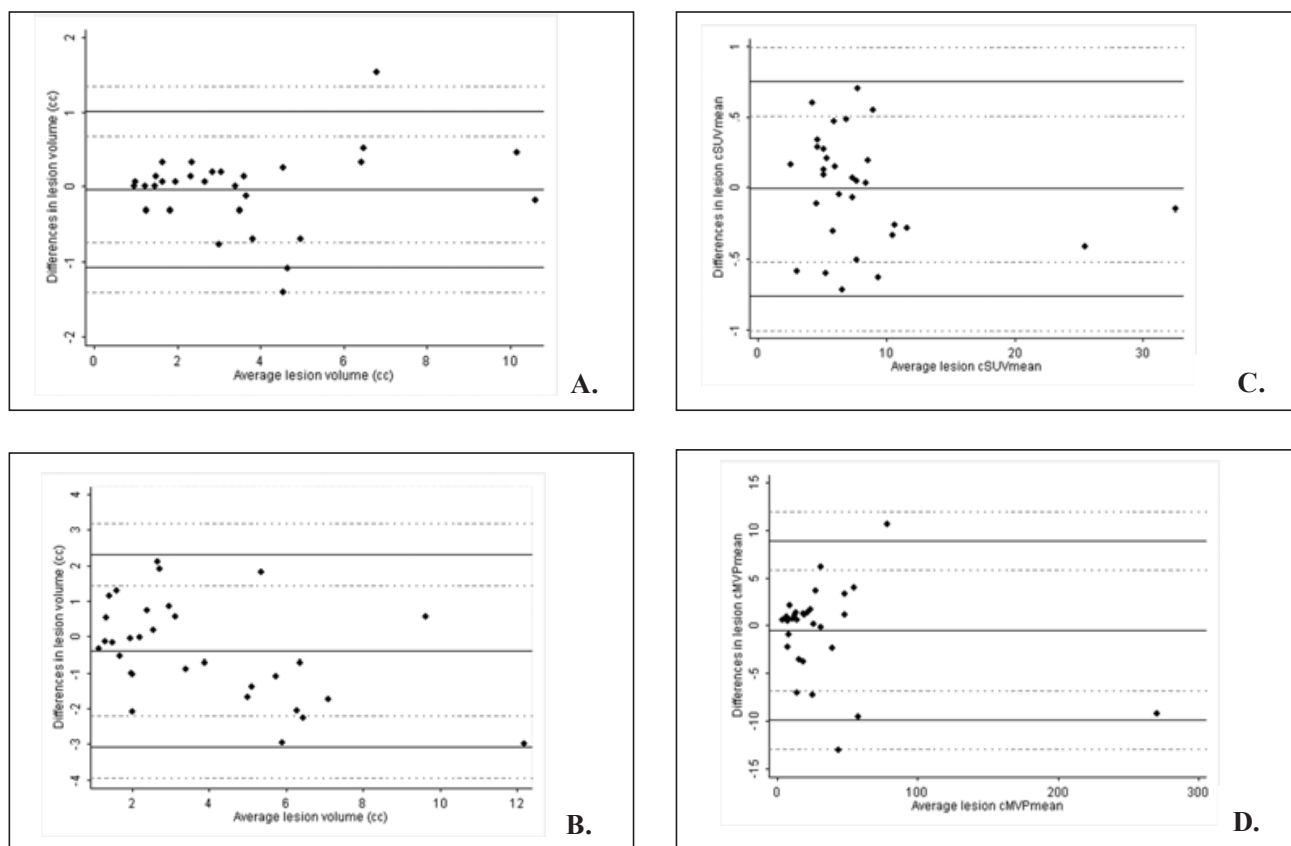 2
1
0
-1
-2
Differences in lesion volume (cc)
0 2 4 6 8 10
Average lesion volume (cc)
A.
1
.5
0
-.5
-1
Differences in lesion cSUVmean
0 10 20 30
Average lesion cSUVmean
C.
4
3
2
1
0
-1
-2
-3
-4
Differences in lesion volume (cc)
2 4 6 8 10 12
Average lesion volume (cc)
B.
15
10
5
0
-5
-10
-15
Differences in lesion cMVPmean
0 100 200 300
Average lesion cMVPmean
D.